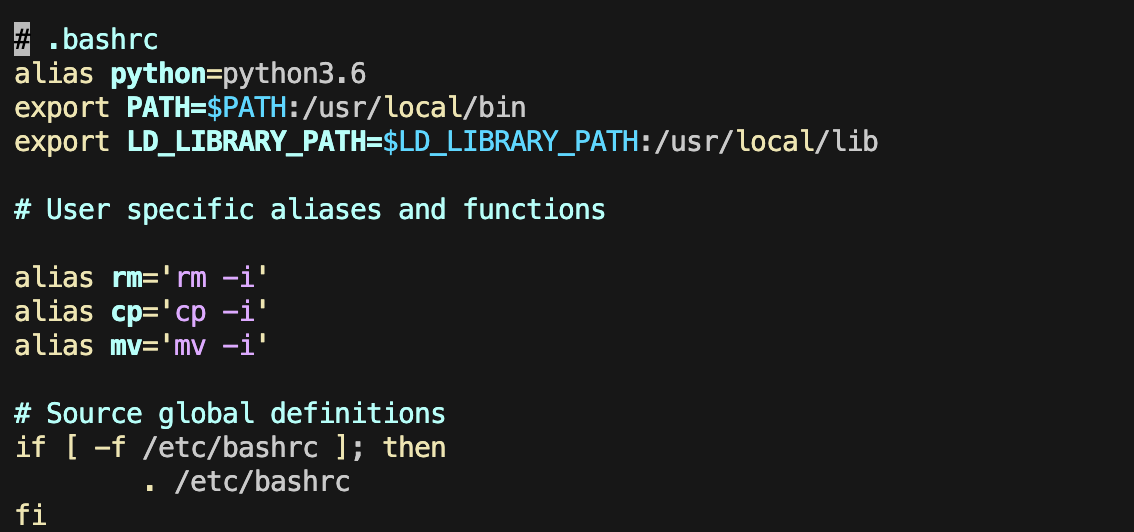 # .bashrc
alias python=python3.6
export PATH=$PATH:/usr/local/bin
export LD_LIBRARY_PATH=$LD_LIBRARY_PATH:/usr/local/lib

# User specific aliases and functions

alias rm='rm -i'
alias cp='cp -i'
alias mv='mv -i'

# Source global definitions
if [ -f /etc/bashrc ]; then
        . /etc/bashrc
fi